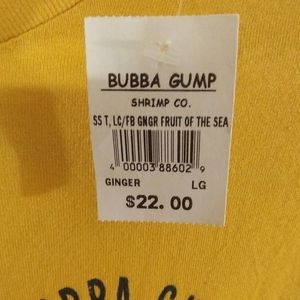 BUBBA GUMP
SHRIMP CO.
SS T, LC/FB GNGR FRUIT OF THE SEA
4 00003 88602 9
GINGER LG
$22.00